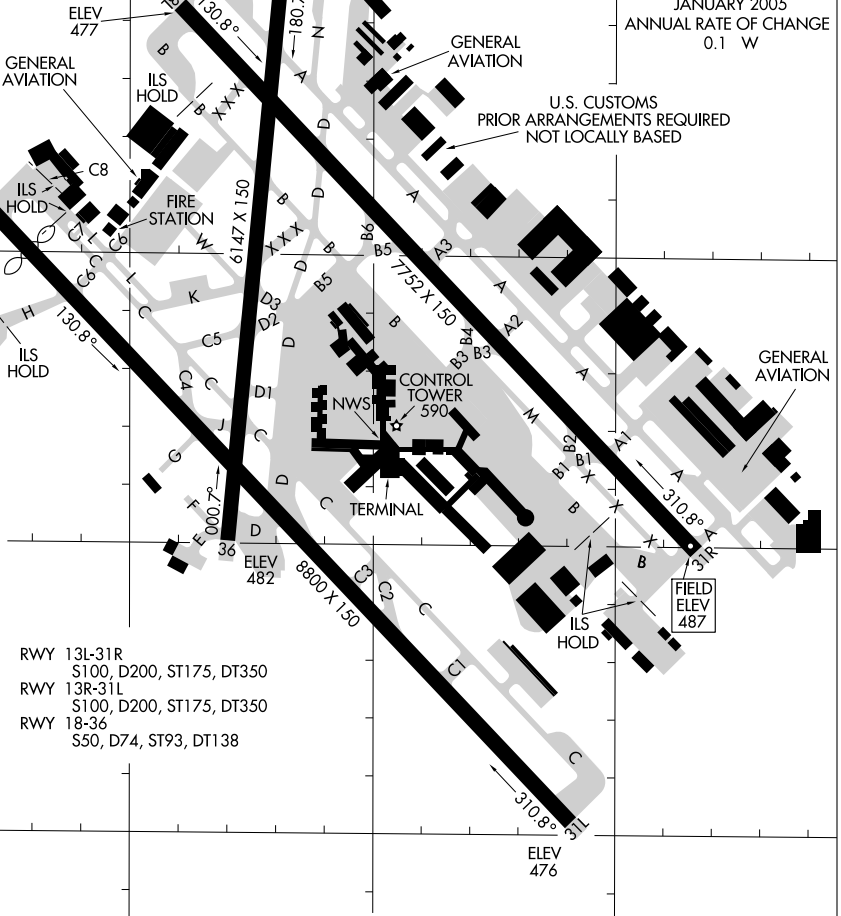 JANUARY 2005
ANNUAL RATE OF CHANGE
0.1 W
ELEV
477
130.8°
180.7
N
B
A
GENERAL
AVIATION
GENERAL
AVIATION
ILS
HOLD
B
X X X
D
U.S. CUSTOMS
PRIOR ARRANGEMENTS REQUIRED
NOT LOCALLY BASED
C8
ILS
HOLD
FIRE
STATION
6147 X 150
B
D
A
C7
L
C6
W
X X X
B
B6
B5
A3
C
C6
L
D
B5
7752 X 150
A
H
K
C
D3
D2
B
A2
130.8°
C5
D
B4
B3
B3
ILS
HOLD
C4
C
D1
A
GENERAL
AVIATION
CONTROL
TOWER
590
NWS
M
J
C
B2
B1
B1
A1
G
D
X
A
310.8°
TERMINAL
C
F
000.7°
E
D
B
X
X
A
36
31R
B
ELEV
482
8800 X 150
C3
C2
C
FIELD
ELEV
487
ILS
HOLD
C1
RWY 13L-31R
S100, D200, ST175, DT350
RWY 13R-31L
S100, D200, ST175, DT350
RWY 18-36
S50, D74, ST93, DT138
C
310.8°
31L
ELEV
476